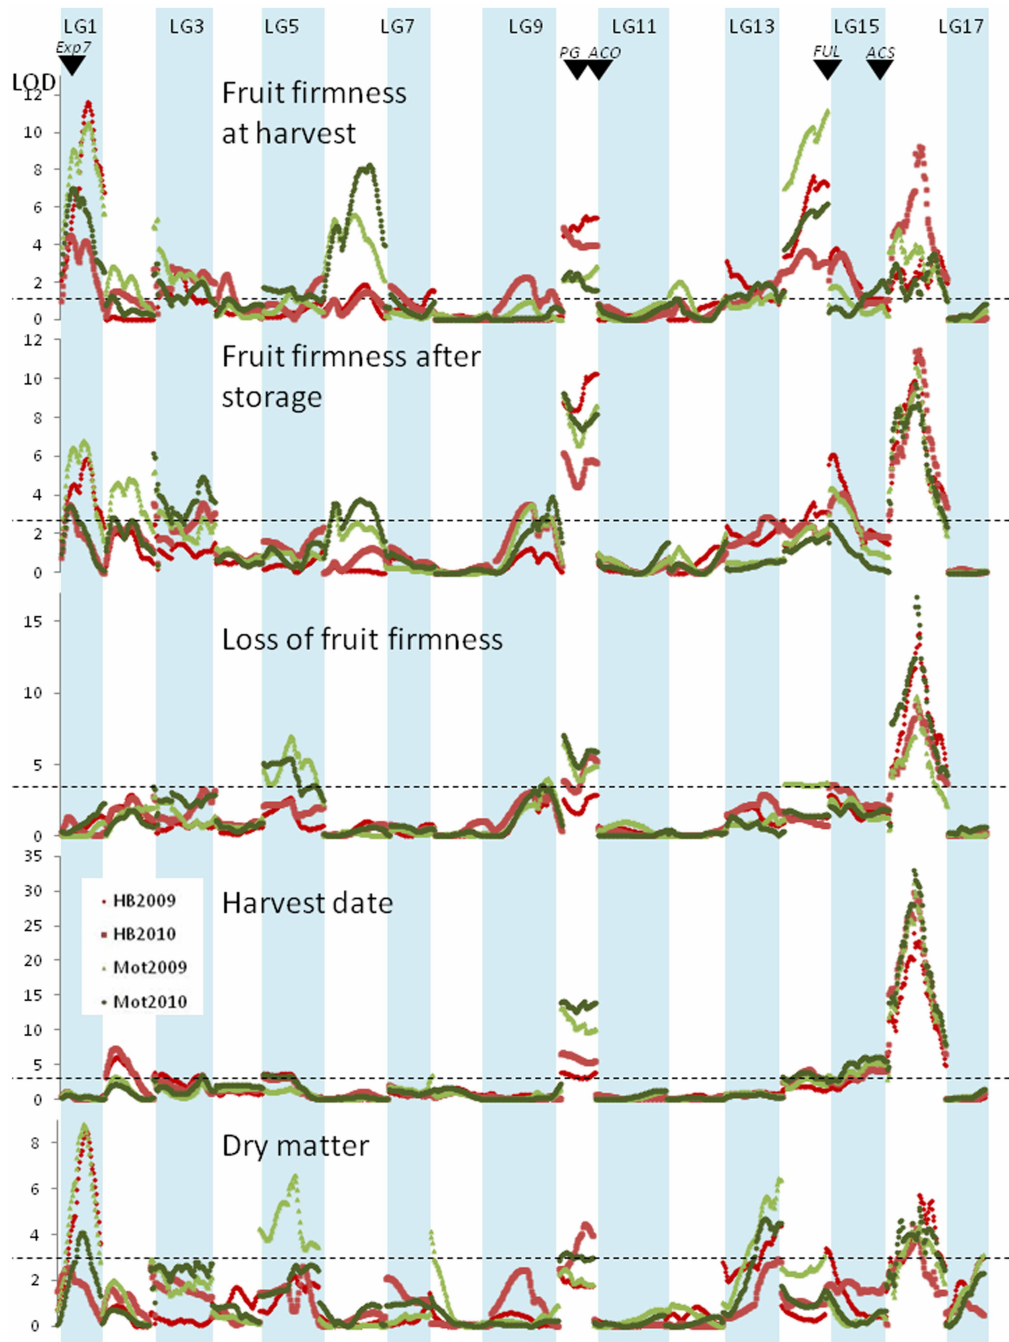 LG1 LG3 LG5 LG7 LG9 LG11 LG13 LG15 LG17
Exp7 PG ACO FUL ACS
LOD
Fruit firmness
at harvest
12
10
8
6
4
2
0
Fruit firmness after
storage
12
10
8
6
4
2
0
Loss of fruit firmness
15
10
5
0
Harvest date
35
30
25
20
15
10
5
0
HB2009
HB2010
Mot2009
Mot2010
Dry matter
8
6
4
2
0